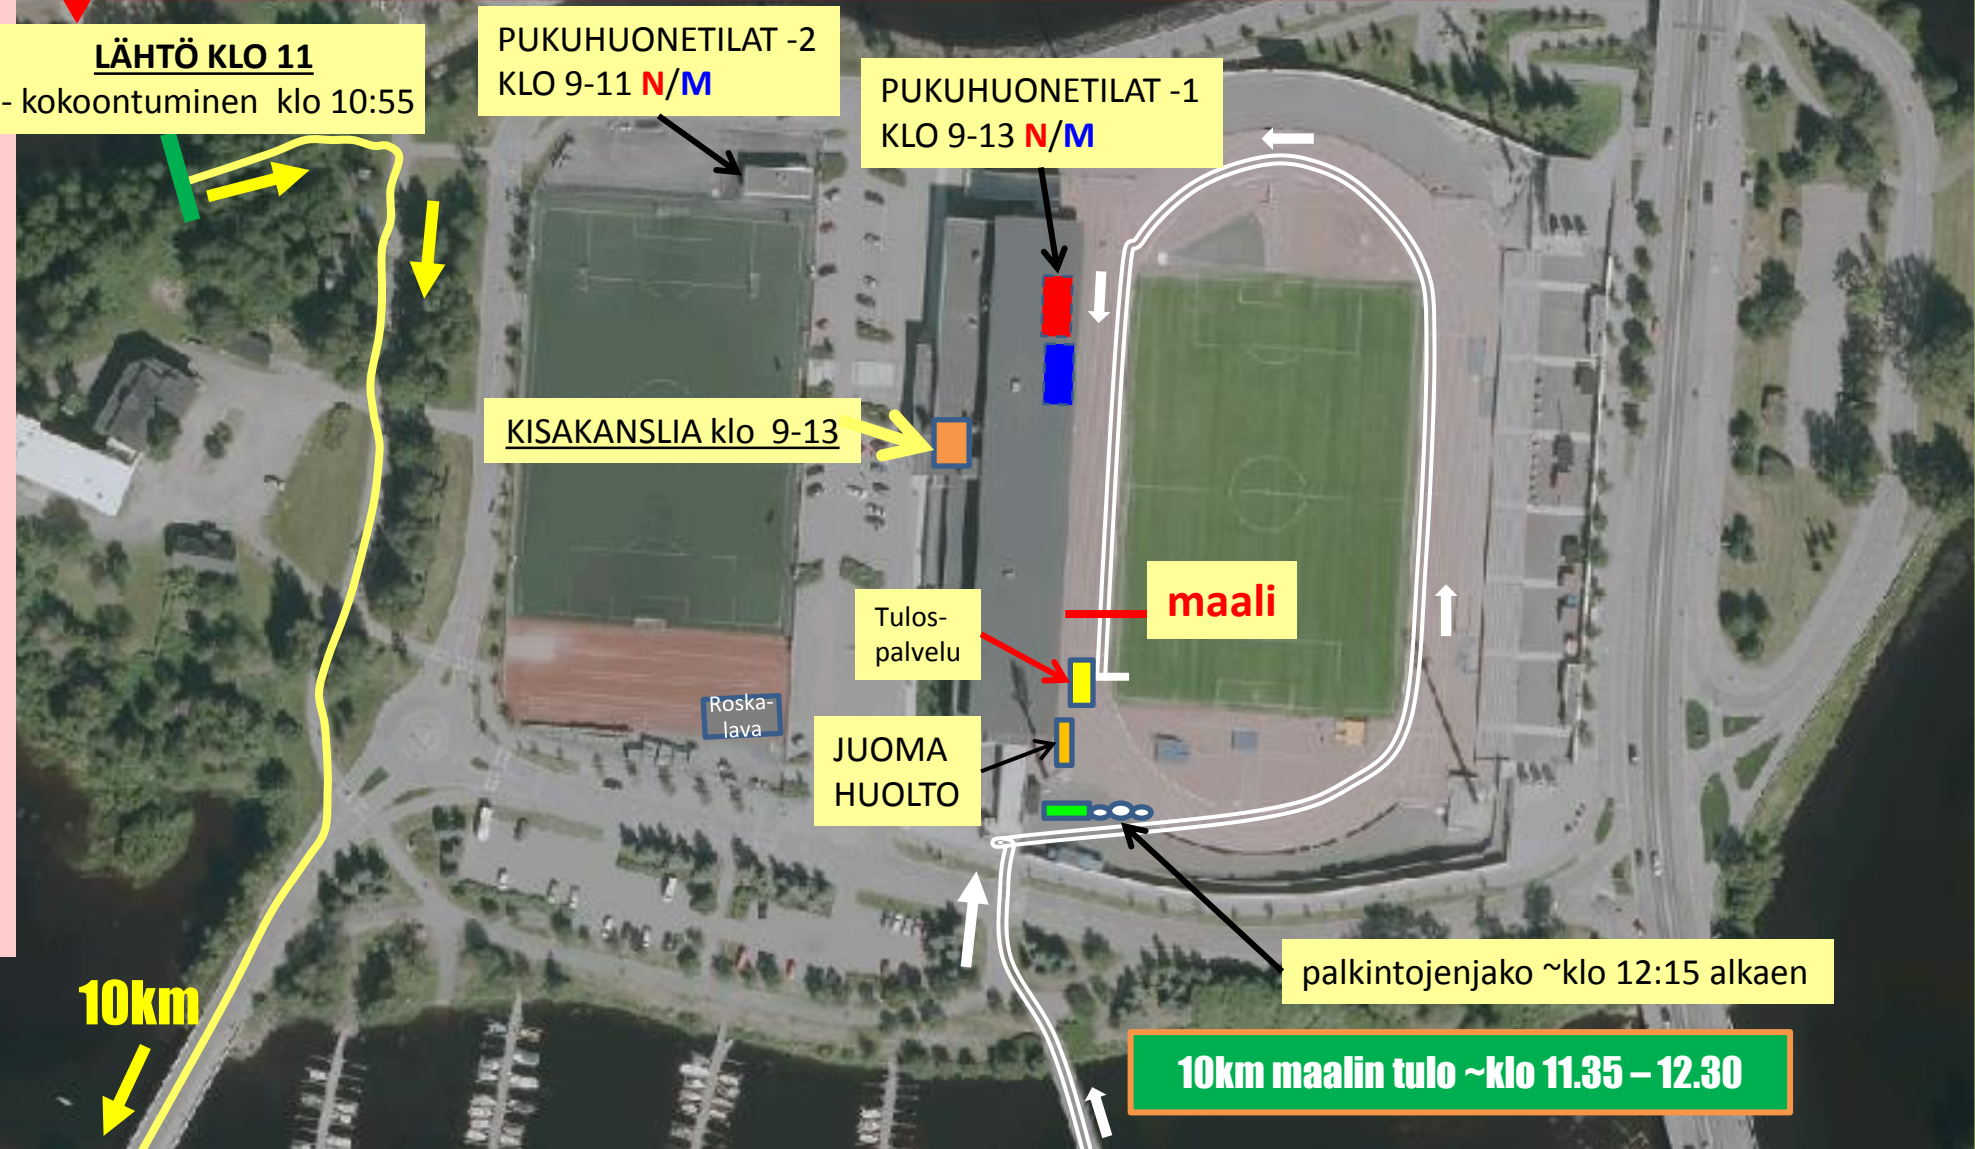 LÄHTÖ KLO 11
- kokoontuminen klo 10:55
PUKUHUONETILAT -2
KLO 9-11 N/M
PUKUHUONETILAT -1
KLO 9-13 N/M
KISAKANSLIA klo 9-13
maali
Tulos-
palvelu
Roska-
lava
JUOMA
HUOLTO
palkintojenjako ~klo 12:15 alkaen
10km
10km maalin tulo ~klo 11.35 – 12.30